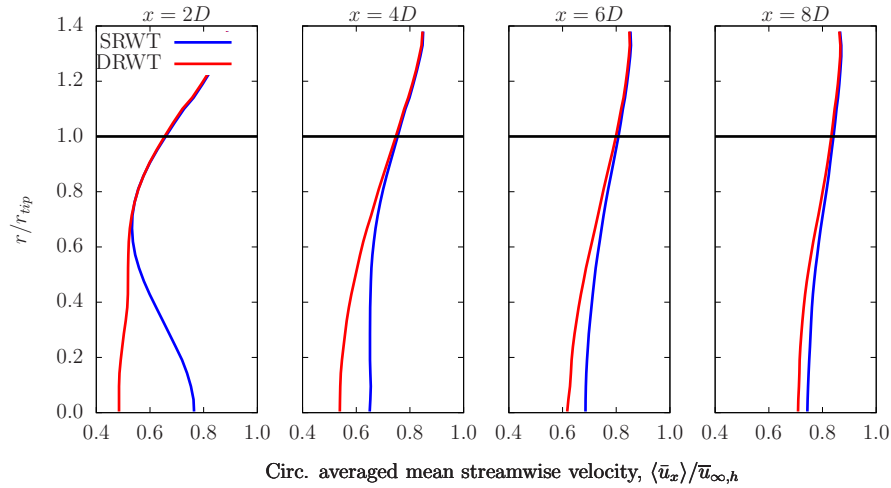 x = 2D x = 4D x = 6D x = 8D
SRWT
DRWT
r/r_{tip}
1.4
1.2
1.0
0.8
0.6
0.4
0.2
0.0
0.4 0.6 0.8 1.0 0.4 0.6 0.8 1.0 0.4 0.6 0.8 1.0 0.4 0.6 0.8 1.0
Circ. averaged mean streamwise velocity, ⟨ū_x⟩/u̅_{∞,h}